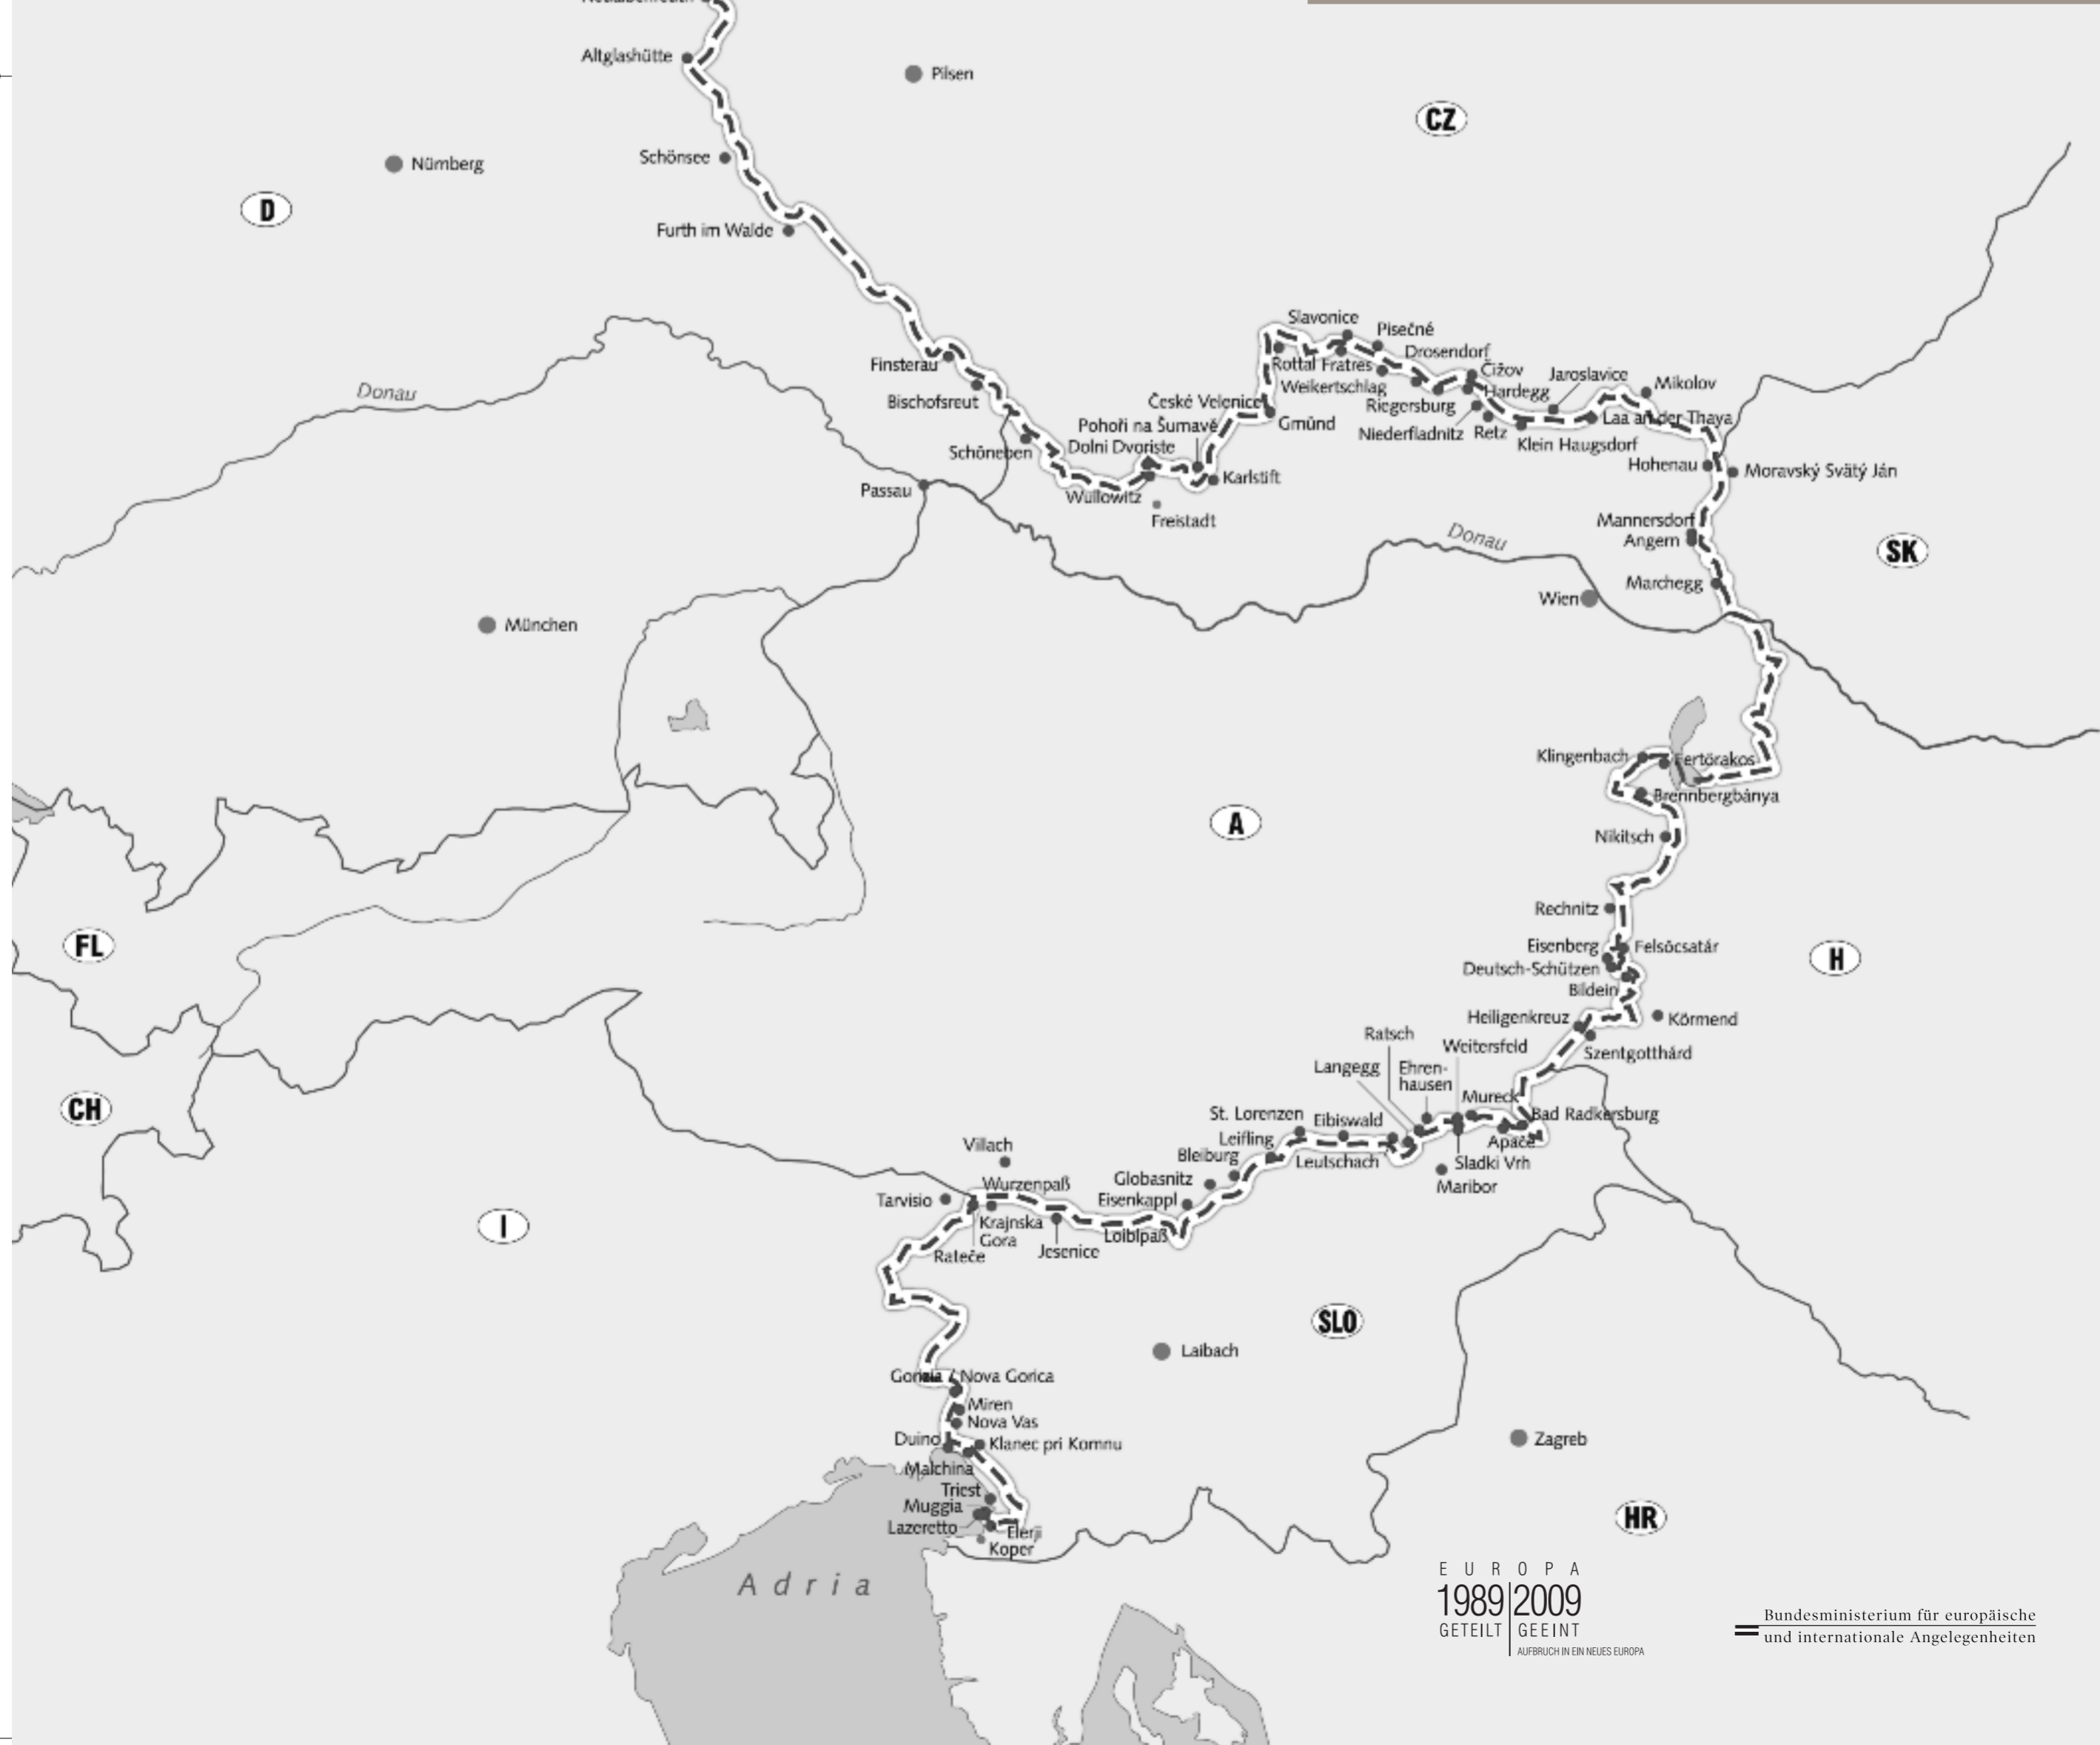 Altglashütte
Pilsen
CZ
Schönsee
Nürnberg
D
Furth im Walde
Slavonice
Pisečné
Drosendorf
Finsterau
Rottal
Fratres
Čižov
Jaroslavice
Mikolov
Donau
Weikertschlag
Hardegg
Bischofsreut
České Velenice
Riegersburg
Laa an der Thaya
Pohoři na Šumavě
Gmünd
Niederfladnitz
Retz
Klein Haugsdorf
Schöneben
Dolni Dvoriste
Hohenau
Moravský Svätý Ján
Karlstift
Passau
Wullowitz
Freistadt
Mannersdorf
Donau
Angern
SK
Marchegg
Wien
München
Klingenbach
Fertörakos
Brennbergbánya
A
Nikitsch
Rechnitz
FL
Eisenberg
Felsöcsatár
H
Deutsch-Schützen
Bildein
Heiligenkreuz
Körmend
Ratsch
Weitersfeld
Szentgotthárd
Langegg
Ehren-
hausen
CH
Mureck
St. Lorenzen
Eibiswald
Bad Radkersburg
Leifling
Apače
Villach
Bleiburg
Leutschach
Sladki Vrh
Globasnitz
Maribor
Wurzenpaß
Tarvisio
Eisenkappl
I
Krajnska
Gora
Loiblpaß
Rateče
Jesenice
SLO
Laibach
Gorizia / Nova Gorica
Miren
Nova Vas
Duino
Klanec pri Komnu
Zagreb
Malchina
Triest
Muggia
HR
Lazeretto
Elerji
Koper
Adria
EUROPA
1989 2009
GETEILT GEEINT
AUFBRUCH IN EIN NEUES EUROPA
Bundesministerium für europäische
und internationale Angelegenheiten